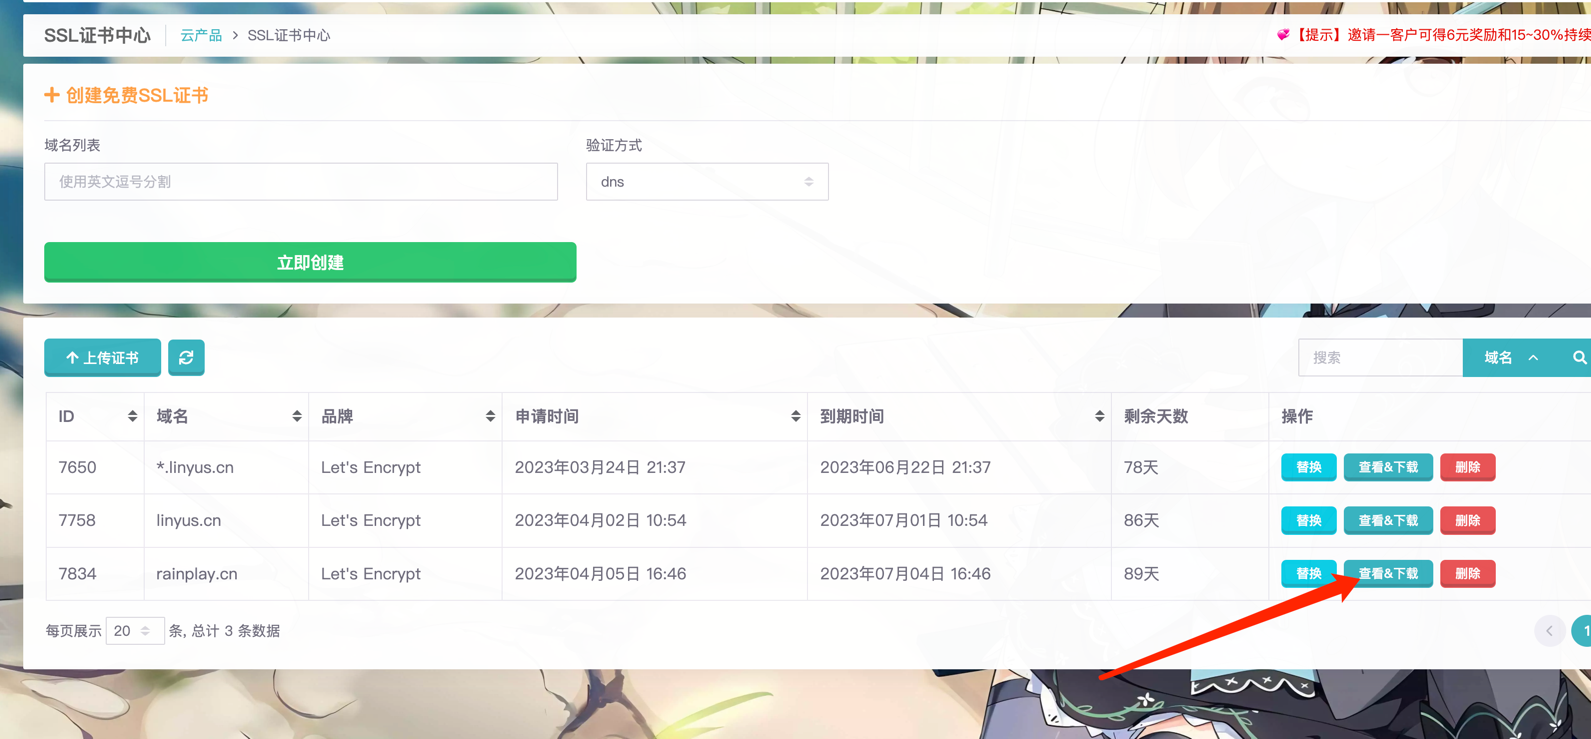 SSL证书中心 云产品 > SSL证书中心 【提示】邀请一客户可得6元奖励和15~30%持续
+ 创建免费SSL证书
域名列表 验证方式
使用英文逗号分割 dns
立即创建
上传证书 搜索 域名
ID 域名 品牌 申请时间 到期时间 剩余天数 操作
7650 *.linyus.cn Let's Encrypt 2023年03月24日 21:37 2023年06月22日 21:37 78天 替换 查看&下载 删除
7758 linyus.cn Let's Encrypt 2023年04月02日 10:54 2023年07月01日 10:54 86天 替换 查看&下载 删除
7834 rainplay.cn Let's Encrypt 2023年04月05日 16:46 2023年07月04日 16:46 89天 替换 查看&下载 删除
每页展示 20 条, 总计 3 条数据 1